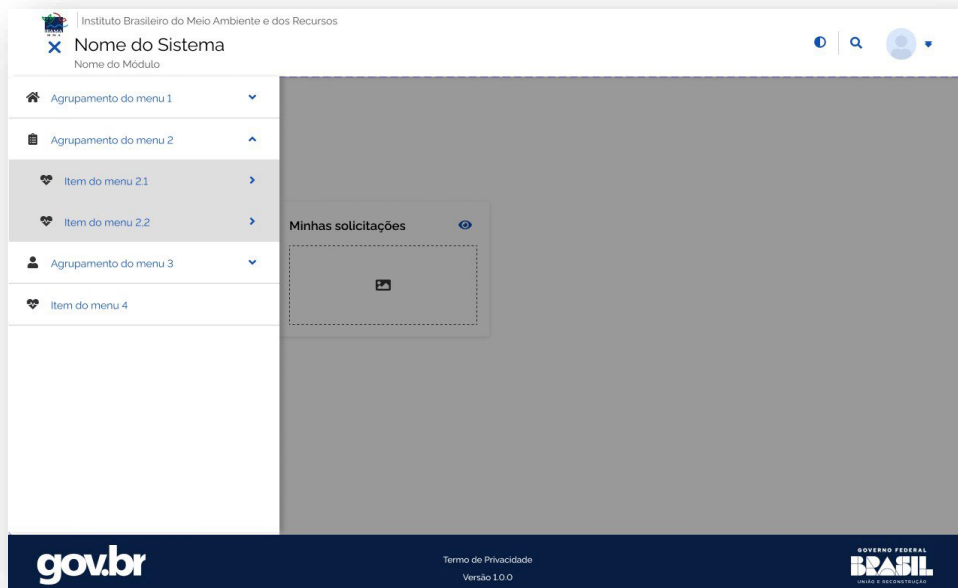 Instituto Brasileiro do Meio Ambiente e dos Recursos
Nome do Sistema
Nome do Módulo
Agrupamento do menu 1
Agrupamento do menu 2
Item do menu 2.1
Item do menu 2.2
Agrupamento do menu 3
Item do menu 4
Minhas solicitações
gov.br
Termo de Privacidade
Versão 1.0.0
GOVERNO FEDERAL
BRASIL
UNIÃO E RECONSTRUÇÃO